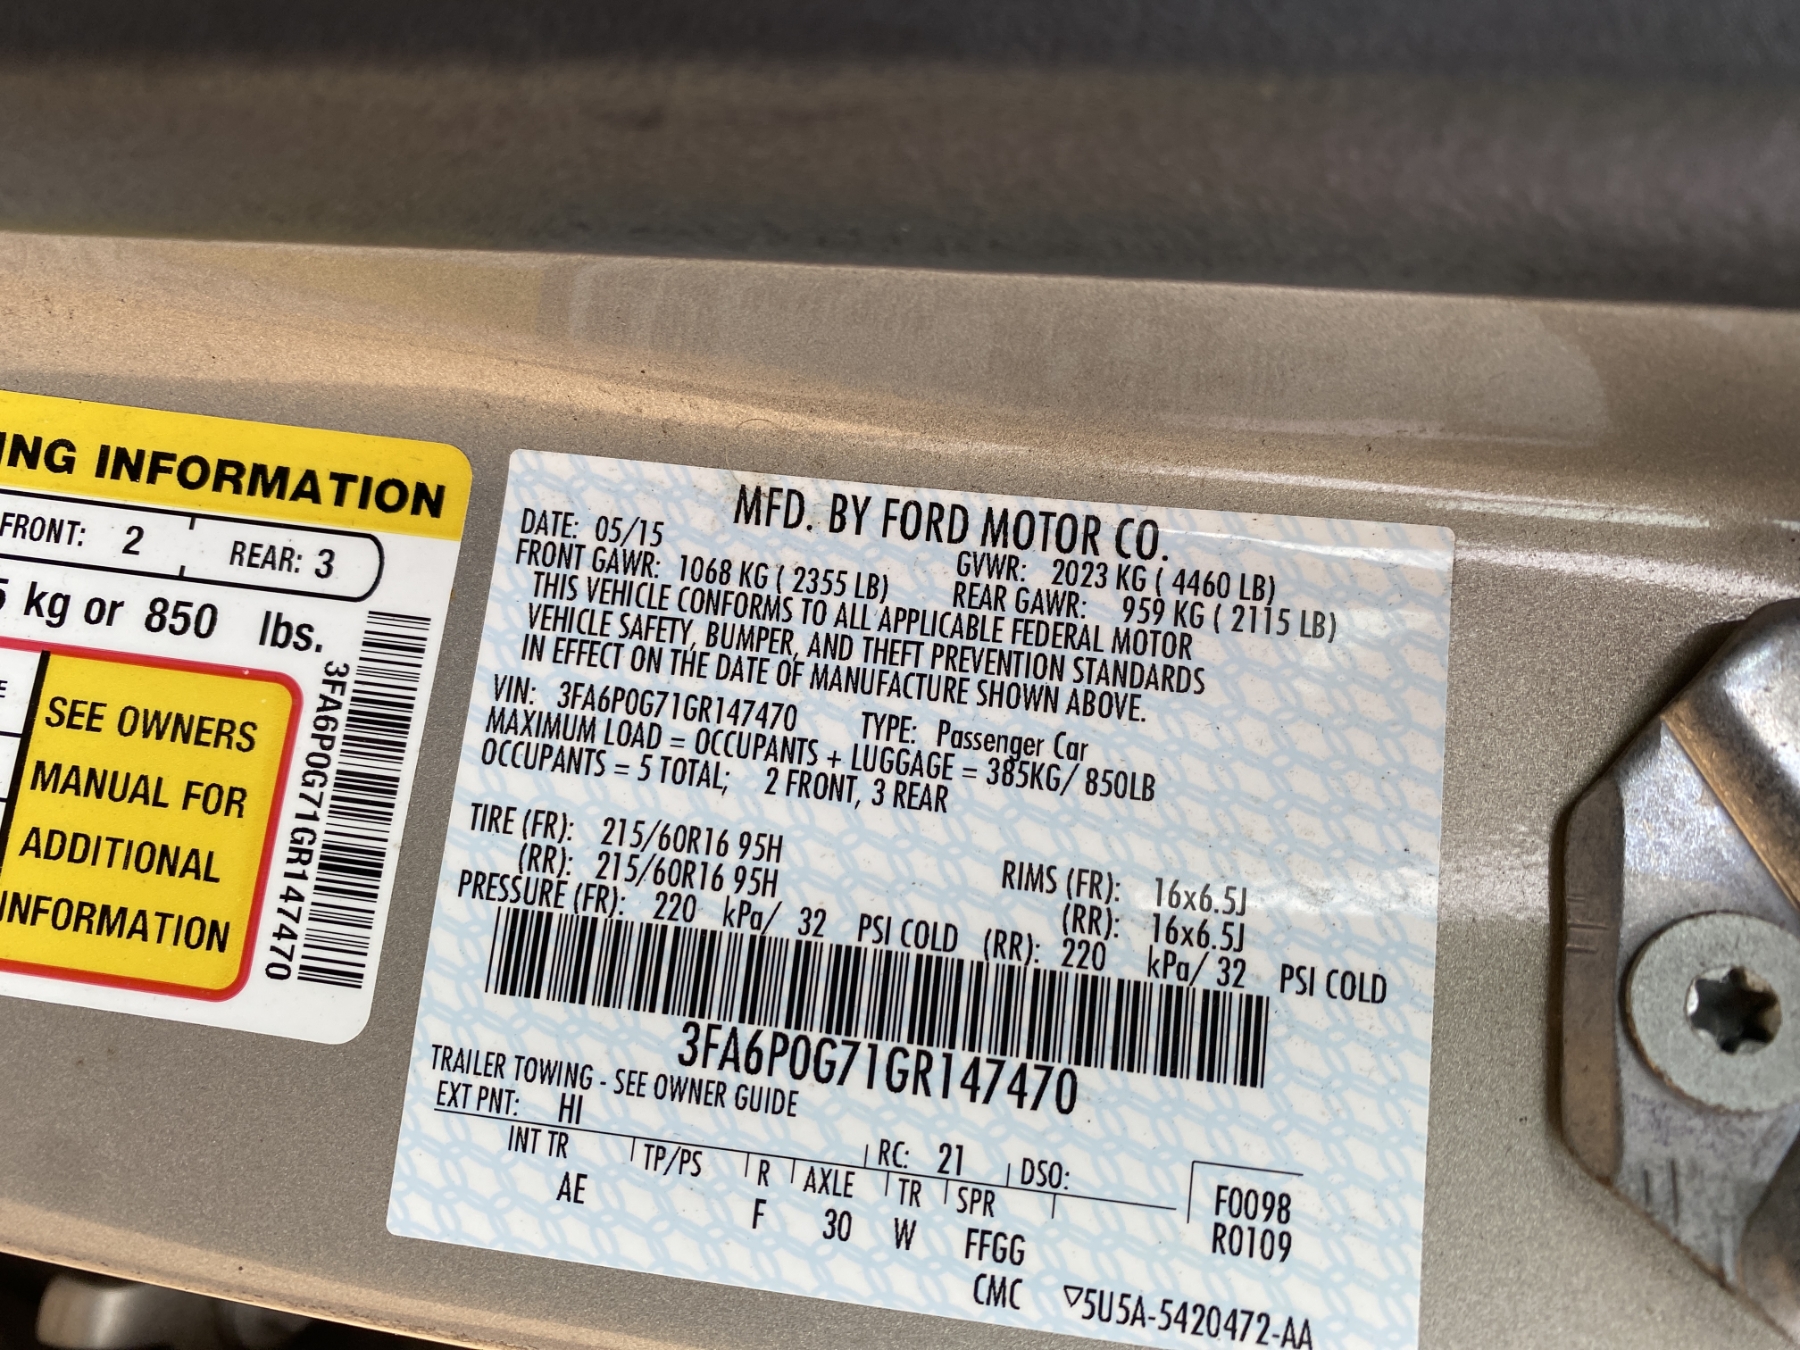 ING INFORMATION
FRONT: 2 REAR: 3
5 kg or 850 lbs.
E
SEE OWNERS
MANUAL FOR
ADDITIONAL
INFORMATION
3FA6P0G71GR147470
MFD. BY FORD MOTOR CO.
DATE: 05/15 GVWR: 2023 KG ( 4460 LB)
FRONT GAWR: 1068 KG ( 2355 LB) REAR GAWR: 959 KG ( 2115 LB)
THIS VEHICLE CONFORMS TO ALL APPLICABLE FEDERAL MOTOR
VEHICLE SAFETY, BUMPER, AND THEFT PREVENTION STANDARDS
IN EFFECT ON THE DATE OF MANUFACTURE SHOWN ABOVE.
VIN: 3FA6P0G71GR147470 TYPE: Passenger Car
MAXIMUM LOAD = OCCUPANTS + LUGGAGE = 385KG/ 850LB
OCCUPANTS = 5 TOTAL; 2 FRONT, 3 REAR
TIRE (FR): 215/60R16 95H RIMS (FR): 16x6.5J
(RR): 215/60R16 95H (RR): 16x6.5J
PRESSURE (FR): 220 kPa/ 32 PSI COLD (RR): 220 kPa/ 32 PSI COLD
3FA6P0G71GR147470
TRAILER TOWING - SEE OWNER GUIDE
EXT PNT: HI RC: 21 DSO:
INT TR TP/PS R AXLE TR SPR F0098
AE F 30 W FFGG R0109
CMC ▽5U5A-5420472-AA